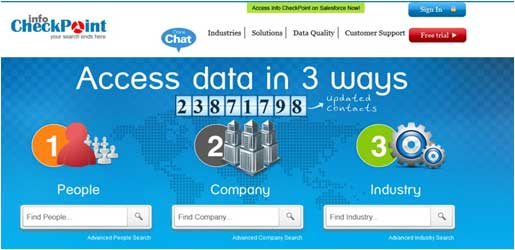 Access Info CheckPoint on Salesforce Now!
Sign In
info
CheckPoint
your search ends here
Online
Chat
Industries | Solutions | Data Quality | Customer Support
Free trial
Access data in 3 ways
23871798
Updated
Contacts
1 2 3
People Company Industry
Find People... Find Company... Find Industry...
Advanced People Search Advanced Company Search Advanced Industry Search